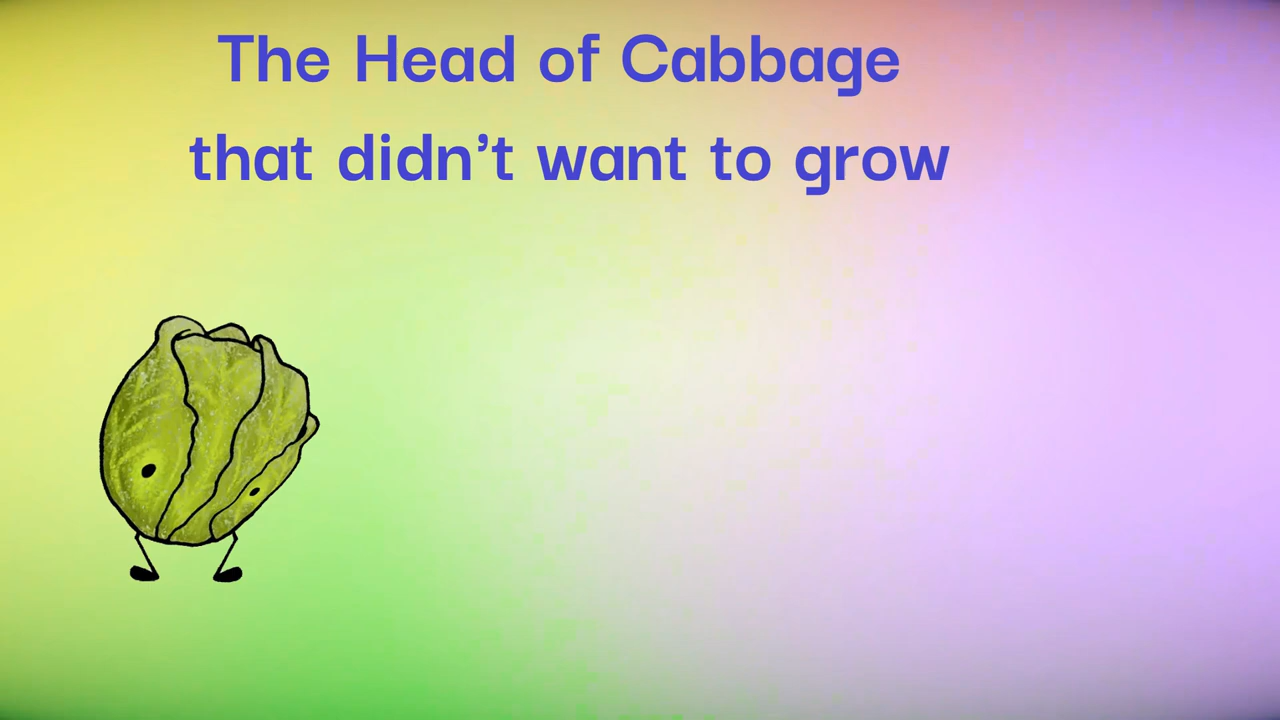 The Head of Cabbage
that didn’t want to grow